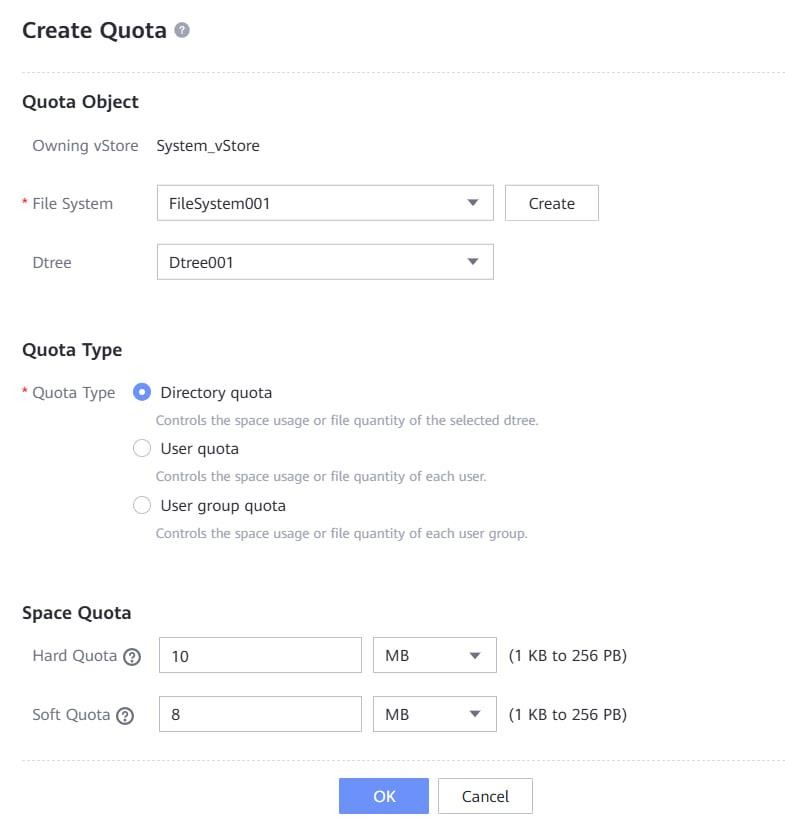 Create Quota ?
Quota Object
Owning vStore System_vStore
* File System FileSystem001 Create
Dtree Dtree001
Quota Type
* Quota Type Directory quota
Controls the space usage or file quantity of the selected dtree.
User quota
Controls the space usage or file quantity of each user.
User group quota
Controls the space usage or file quantity of each user group.
Space Quota
Hard Quota ? 10 MB (1 KB to 256 PB)
Soft Quota ? 8 MB (1 KB to 256 PB)
OK Cancel